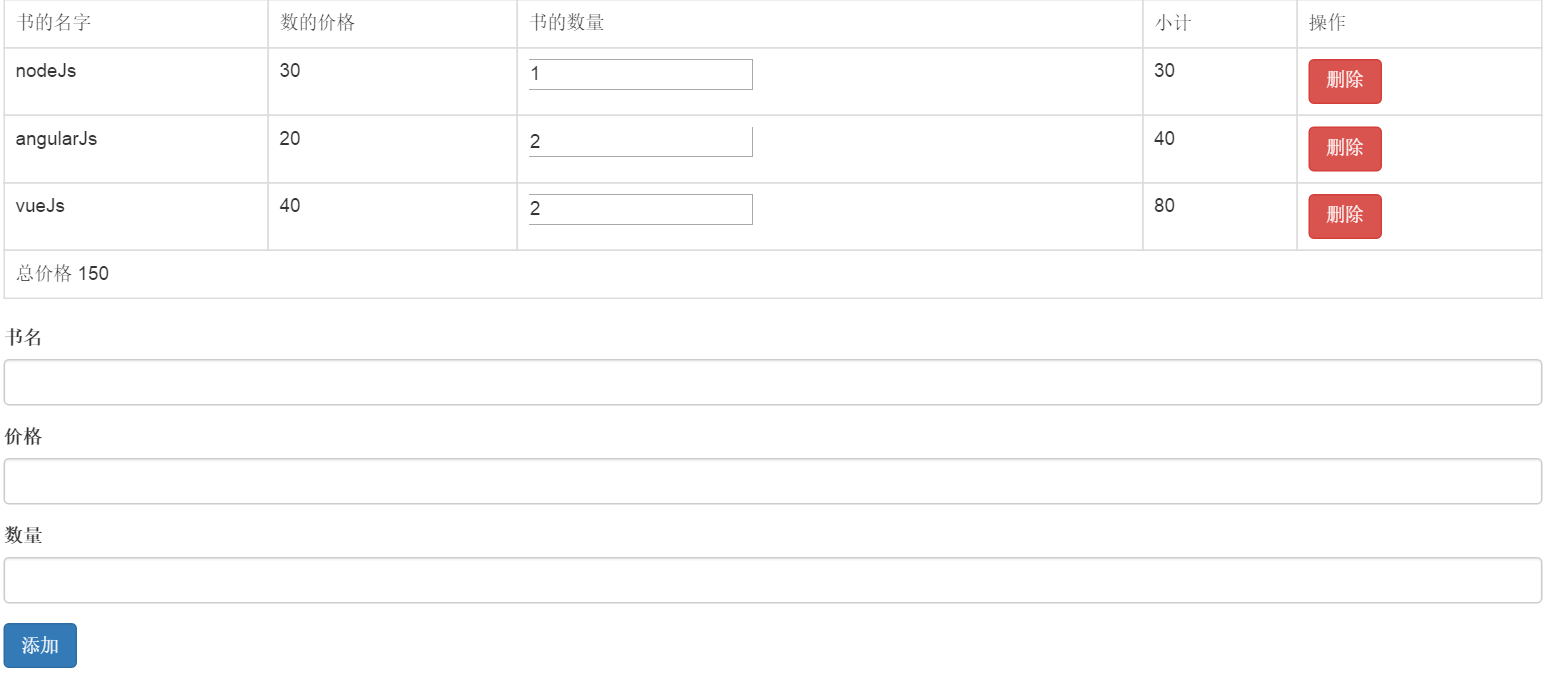 书的名字 数的价格 书的数量 小计 操作
nodeJs 30 1 30 删除
angularJs 20 2 40 删除
vueJs 40 2 80 删除
总价格 150
书名
价格
数量
添加